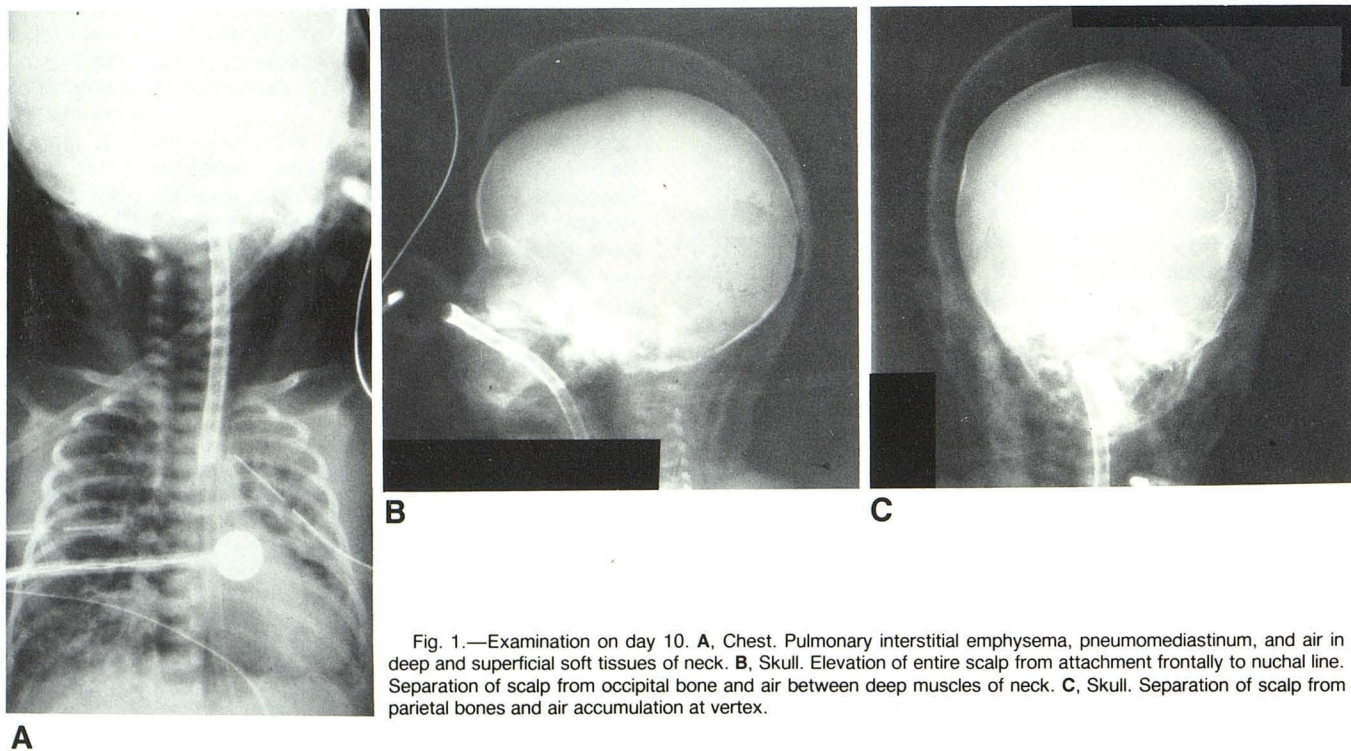 B
C
Fig. 1.—Examination on day 10. A, Chest. Pulmonary interstitial emphysema, pneumomediastinum, and air in
deep and superficial soft tissues of neck. B, Skull. Elevation of entire scalp from attachment frontally to nuchal line.
Separation of scalp from occipital bone and air between deep muscles of neck. C, Skull. Separation of scalp from
parietal bones and air accumulation at vertex.
A